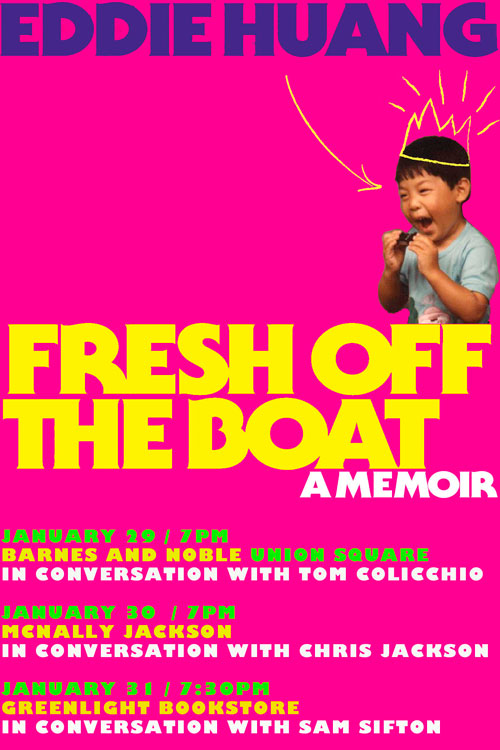 EDDIE HUANG
FRESH OFF
THE BOAT
A MEMOIR
JANUARY 29 / 7PM
BARNES AND NOBLE UNION SQUARE
IN CONVERSATION WITH TOM COLICCHIO
JANUARY 30 / 7PM
MCNALLY JACKSON
IN CONVERSATION WITH CHRIS JACKSON
JANUARY 31 / 7:30PM
GREENLIGHT BOOKSTORE
IN CONVERSATION WITH SAM SIFTON